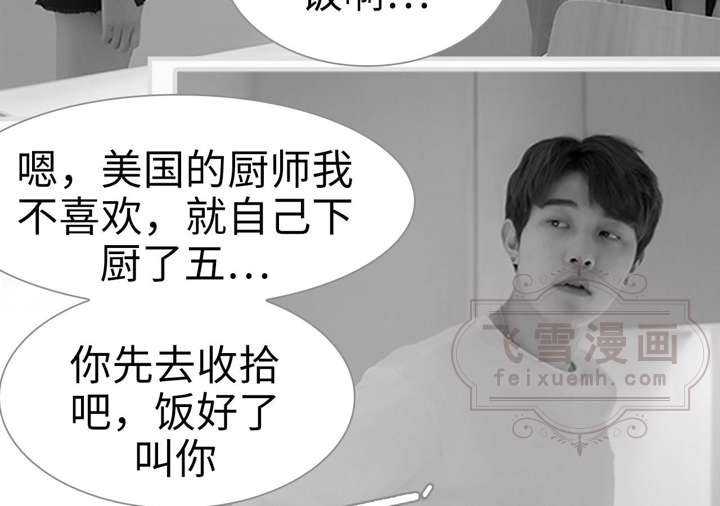 饭啊...
嗯，美国的厨师我
不喜欢，就自己下
厨了五...
你先去收拾
吧，饭好了
叫你
飞雪漫画
feixuemh.com